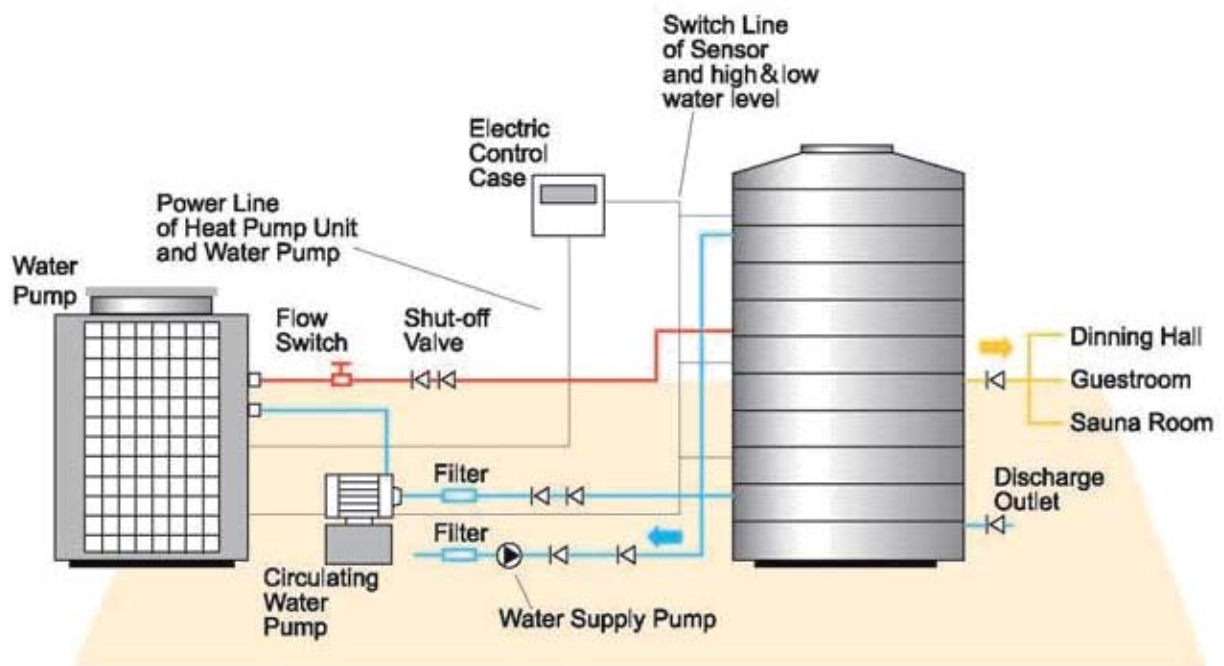 Switch Line
of Sensor
and high & low
water level
Electric
Control
Case
Power Line
of Heat Pump Unit
and Water Pump
Water
Pump
Flow
Switch
Shut-off
Valve
Dinning Hall
Guestroom
Sauna Room
Filter
Discharge
Outlet
Filter
Circulating
Water
Pump
Water Supply Pump